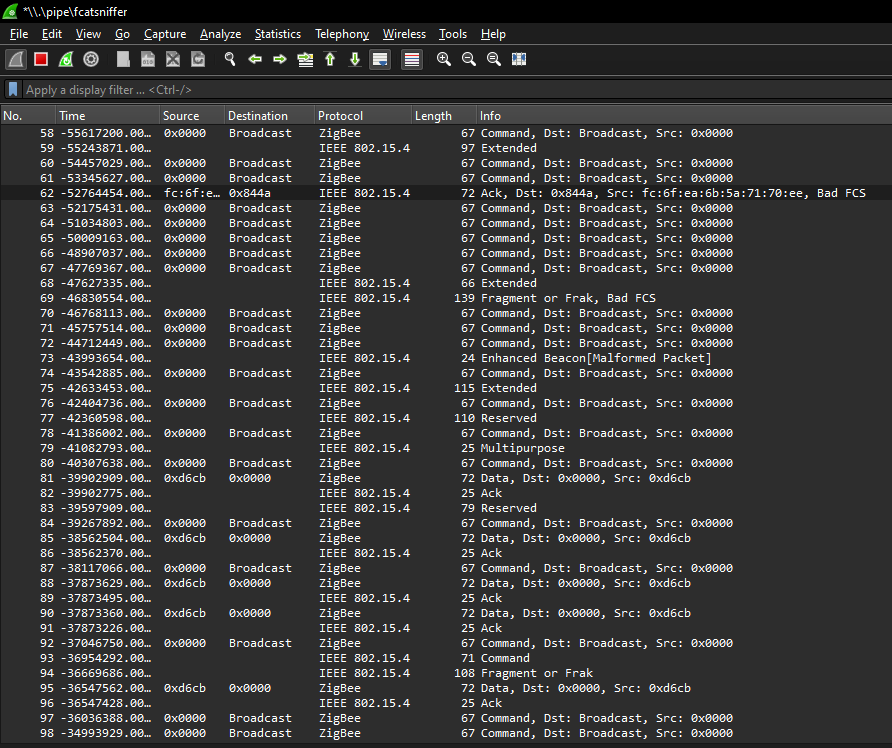 *\\.\pipe\fcatsniffer
File Edit View Go Capture Analyze Statistics Telephony Wireless Tools Help
Apply a display filter … <Ctrl-/>
No. Time Source Destination Protocol Length Info
58 -55617200.00… 0x0000 Broadcast ZigBee 67 Command, Dst: Broadcast, Src: 0x0000
59 -55243871.00… IEEE 802.15.4 97 Extended
60 -54457029.00… 0x0000 Broadcast ZigBee 67 Command, Dst: Broadcast, Src: 0x0000
61 -53345627.00… 0x0000 Broadcast ZigBee 67 Command, Dst: Broadcast, Src: 0x0000
62 -52764454.00… fc:6f:e… 0x844a IEEE 802.15.4 72 Ack, Dst: 0x844a, Src: fc:6f:ea:6b:5a:71:70:ee, Bad FCS
63 -52175431.00… 0x0000 Broadcast ZigBee 67 Command, Dst: Broadcast, Src: 0x0000
64 -51034803.00… 0x0000 Broadcast ZigBee 67 Command, Dst: Broadcast, Src: 0x0000
65 -50009163.00… 0x0000 Broadcast ZigBee 67 Command, Dst: Broadcast, Src: 0x0000
66 -48907037.00… 0x0000 Broadcast ZigBee 67 Command, Dst: Broadcast, Src: 0x0000
67 -47769367.00… 0x0000 Broadcast ZigBee 67 Command, Dst: Broadcast, Src: 0x0000
68 -47627335.00… IEEE 802.15.4 66 Extended
69 -46830554.00… IEEE 802.15.4 139 Fragment or Frak, Bad FCS
70 -46768113.00… 0x0000 Broadcast ZigBee 67 Command, Dst: Broadcast, Src: 0x0000
71 -45757514.00… 0x0000 Broadcast ZigBee 67 Command, Dst: Broadcast, Src: 0x0000
72 -44712449.00… 0x0000 Broadcast ZigBee 67 Command, Dst: Broadcast, Src: 0x0000
73 -43993654.00… IEEE 802.15.4 24 Enhanced Beacon[Malformed Packet]
74 -43542885.00… 0x0000 Broadcast ZigBee 67 Command, Dst: Broadcast, Src: 0x0000
75 -42633453.00… IEEE 802.15.4 115 Extended
76 -42404736.00… 0x0000 Broadcast ZigBee 67 Command, Dst: Broadcast, Src: 0x0000
77 -42360598.00… IEEE 802.15.4 110 Reserved
78 -41386002.00… 0x0000 Broadcast ZigBee 67 Command, Dst: Broadcast, Src: 0x0000
79 -41082793.00… IEEE 802.15.4 25 Multipurpose
80 -40307638.00… 0x0000 Broadcast ZigBee 67 Command, Dst: Broadcast, Src: 0x0000
81 -39902909.00… 0xd6cb 0x0000 ZigBee 72 Data, Dst: 0x0000, Src: 0xd6cb
82 -39902775.00… IEEE 802.15.4 25 Ack
83 -39597909.00… IEEE 802.15.4 79 Reserved
84 -39267892.00… 0x0000 Broadcast ZigBee 67 Command, Dst: Broadcast, Src: 0x0000
85 -38562504.00… 0xd6cb 0x0000 ZigBee 72 Data, Dst: 0x0000, Src: 0xd6cb
86 -38562370.00… IEEE 802.15.4 25 Ack
87 -38117066.00… 0x0000 Broadcast ZigBee 67 Command, Dst: Broadcast, Src: 0x0000
88 -37873629.00… 0xd6cb 0x0000 ZigBee 72 Data, Dst: 0x0000, Src: 0xd6cb
89 -37873495.00… IEEE 802.15.4 25 Ack
90 -37873360.00… 0xd6cb 0x0000 ZigBee 72 Data, Dst: 0x0000, Src: 0xd6cb
91 -37873226.00… IEEE 802.15.4 25 Ack
92 -37046750.00… 0x0000 Broadcast ZigBee 67 Command, Dst: Broadcast, Src: 0x0000
93 -36954292.00… IEEE 802.15.4 71 Command
94 -36669686.00… IEEE 802.15.4 108 Fragment or Frak
95 -36547562.00… 0xd6cb 0x0000 ZigBee 72 Data, Dst: 0x0000, Src: 0xd6cb
96 -36547428.00… IEEE 802.15.4 25 Ack
97 -36036388.00… 0x0000 Broadcast ZigBee 67 Command, Dst: Broadcast, Src: 0x0000
98 -34993929.00… 0x0000 Broadcast ZigBee 67 Command, Dst: Broadcast, Src: 0x0000